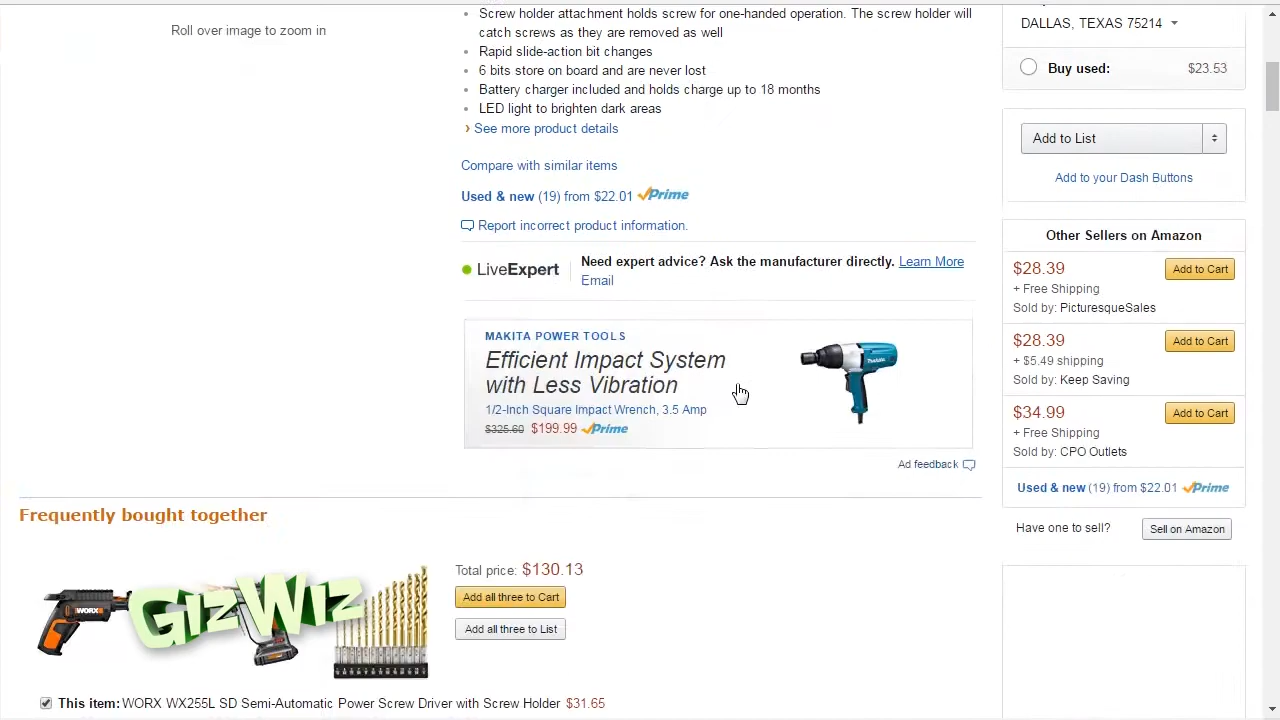 Roll over image to zoom in
Screw holder attachment holds screw for one-handed operation. The screw holder will
catch screws as they are removed as well
Rapid slide-action bit changes
6 bits store on board and are never lost
Battery charger included and holds charge up to 18 months
LED light to brighten dark areas
› See more product details
Compare with similar items
Used & new (19) from $22.01 Prime
Report incorrect product information.
LiveExpert
Need expert advice? Ask the manufacturer directly. Learn More
Email
MAKITA POWER TOOLS
Efficient Impact System
with Less Vibration
1/2-Inch Square Impact Wrench, 3.5 Amp
$325.60 $199.99 Prime
Ad feedback
DALLAS, TEXAS 75214
Buy used: $23.53
Add to List
Add to your Dash Buttons
Other Sellers on Amazon
$28.39 Add to Cart
+ Free Shipping
Sold by: PicturesqueSales
$28.39 Add to Cart
+ $5.49 shipping
Sold by: Keep Saving
$34.99 Add to Cart
+ Free Shipping
Sold by: CPO Outlets
Used & new (19) from $22.01 Prime
Have one to sell? Sell on Amazon
Frequently bought together
WORX
GizWiz
Total price: $130.13
Add all three to Cart
Add all three to List
This item: WORX WX255L SD Semi-Automatic Power Screw Driver with Screw Holder $31.65